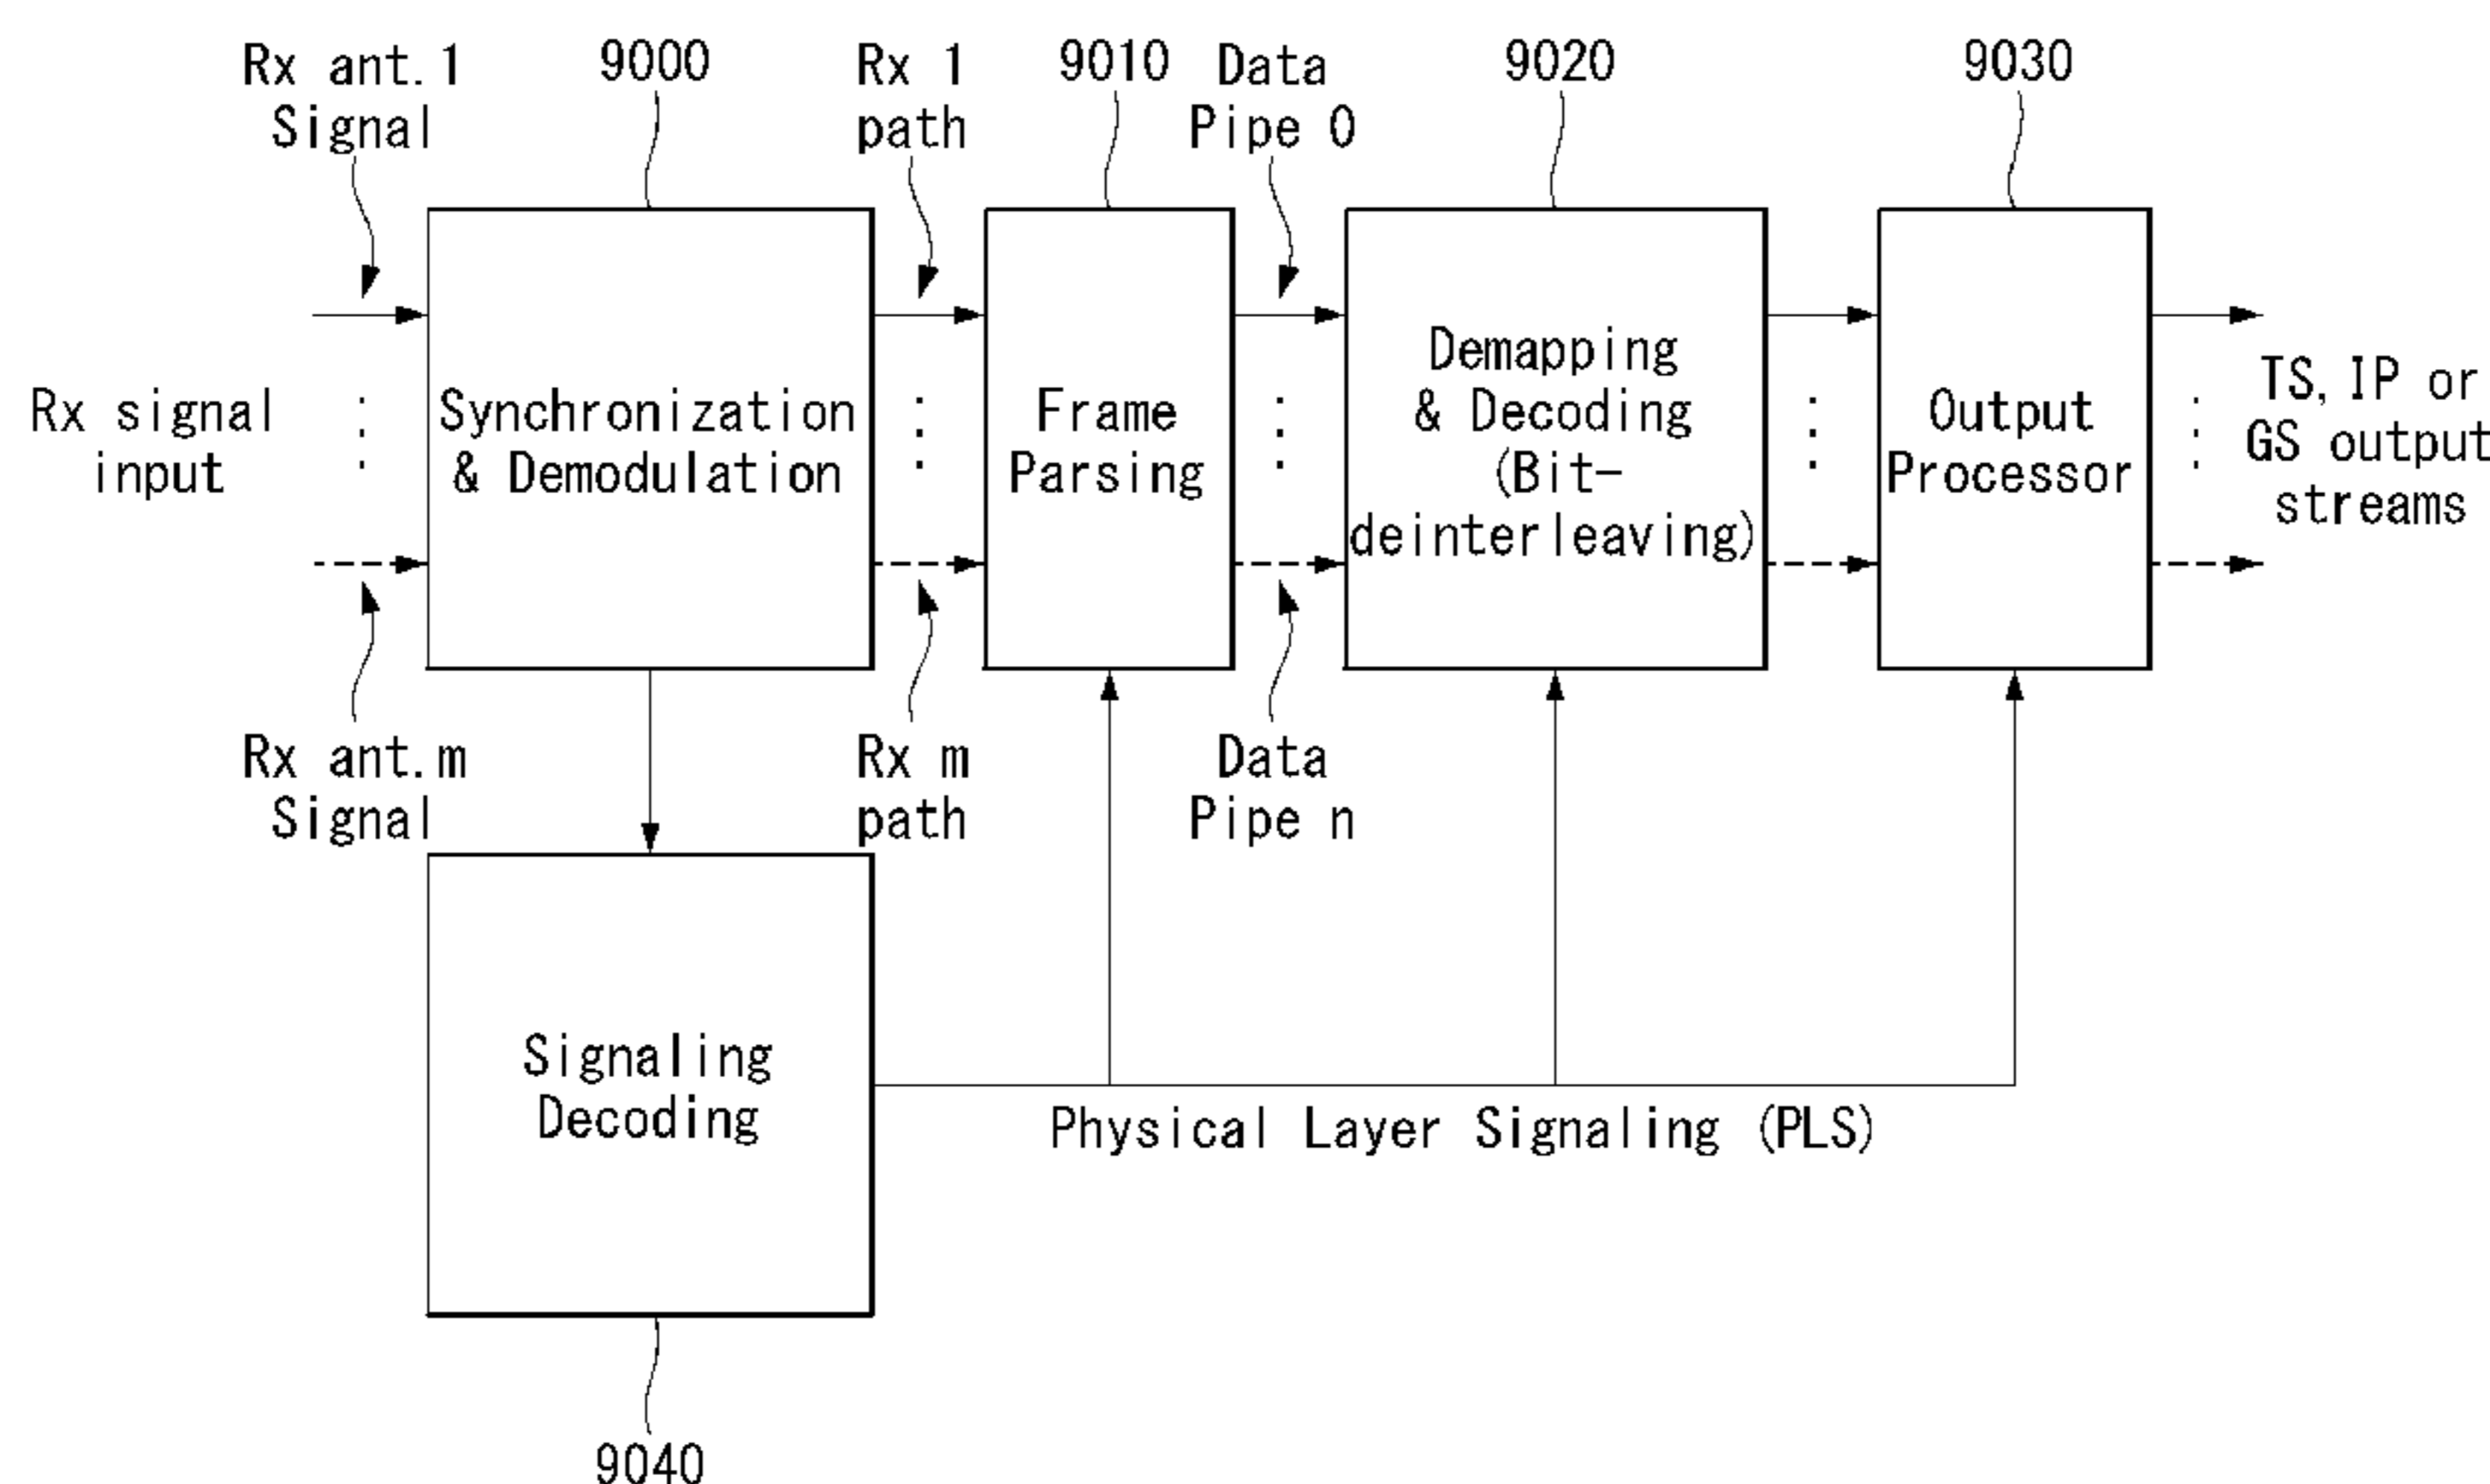 Rx ant.1
Signal
9000
Rx 1
path
9010
Data
Pipe 0
9020
9030
Rx signal
input
Synchronization
& Demodulation
Frame
Parsing
Demapping
& Decoding
(Bit-
deinterleaving)
Output
Processor
TS, IP or
GS output
streams
Rx ant.m
Signal
Rx m
path
Data
Pipe n
Signaling
Decoding
Physical Layer Signaling (PLS)
9040